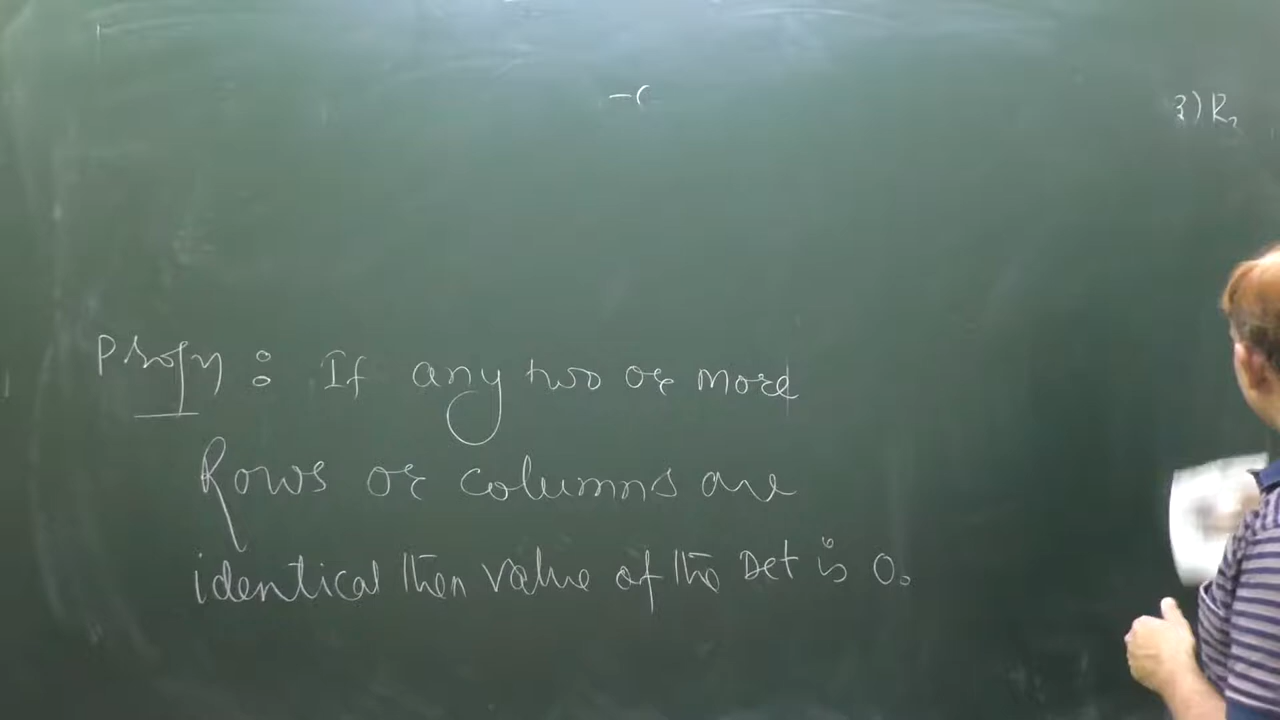 -(
3) R2
Propn : If any two or more
Rows or columns are
identical then value of the Det is 0.